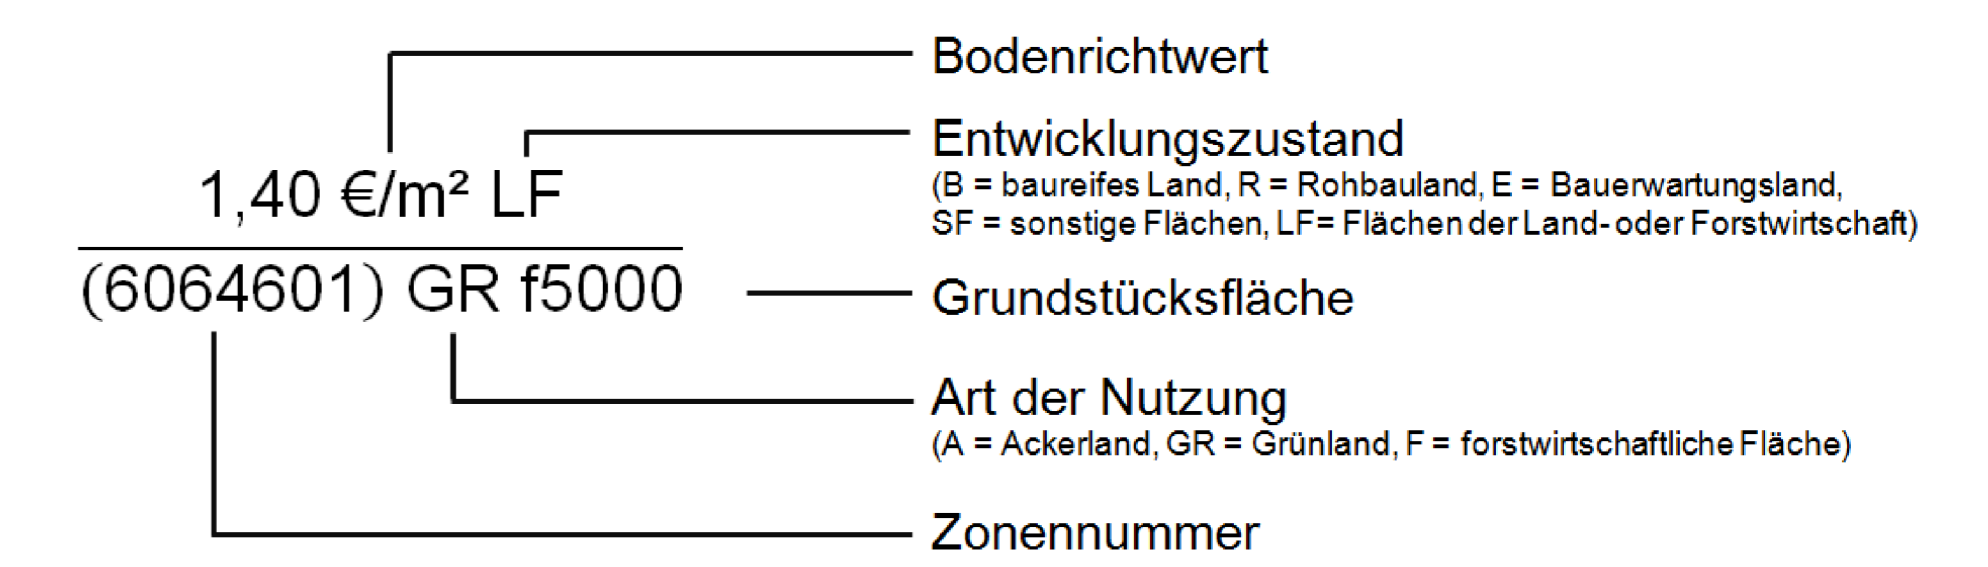 Bodenrichtwert
Entwicklungszustand
(B = baureifes Land, R = Rohbauland, E = Bauerwartungsland,
SF = sonstige Flächen, LF= Flächen der Land- oder Forstwirtschaft)
1,40 €/m² LF
(6064601) GR f5000
Grundstücksfläche
Art der Nutzung
(A = Ackerland, GR = Grünland, F = forstwirtschaftliche Fläche)
Zonennummer